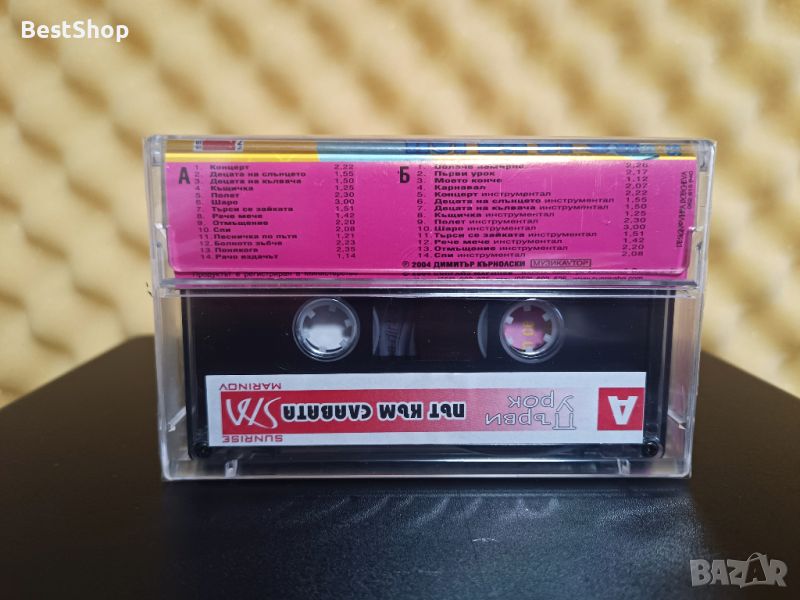 BestShop
А
1. Концерт 2,22
2. Децата на слънцето 1,55
3. Децата на кълвача 1,50
4. Къщичка 1,25
5. Полет 2,30
6. Шаро 3,00
7. Търси се зайката 1,51
8. Рече мече 1,42
9. Отмъщение 2,20
10. Спи 2,08
11. Песничка по пътя 1,21
12. Болното зъбче 2,23
13. Понякога 2,35
14. Рачо ездачът 1,14
Б
2. Първи урок 2,17
3. Моето конче 1,12
4. Карнавал 2,07
5. Концерт инструментал 2,22
6. Децата на слънцето инструментал 1,55
7. Децата на кълвача инструментал 1,50
8. Къщичка инструментал 1,25
9. Полет инструментал 2,30
10. Шаро инструментал 3,00
11. Търси се зайката инструментал 1,51
12. Рече мече инструментал 1,42
13. Отмъщение инструментал 2,20
14. Спи инструментал 2,08
© 2004 ДИМИТЪР КЪРНОЛСКИ МУЗИКАУТОР
А
Първи
Урок
ПЪТ КЪМ СЛАВАТА
SM
SUNRISE
MARINOV
BAZAR